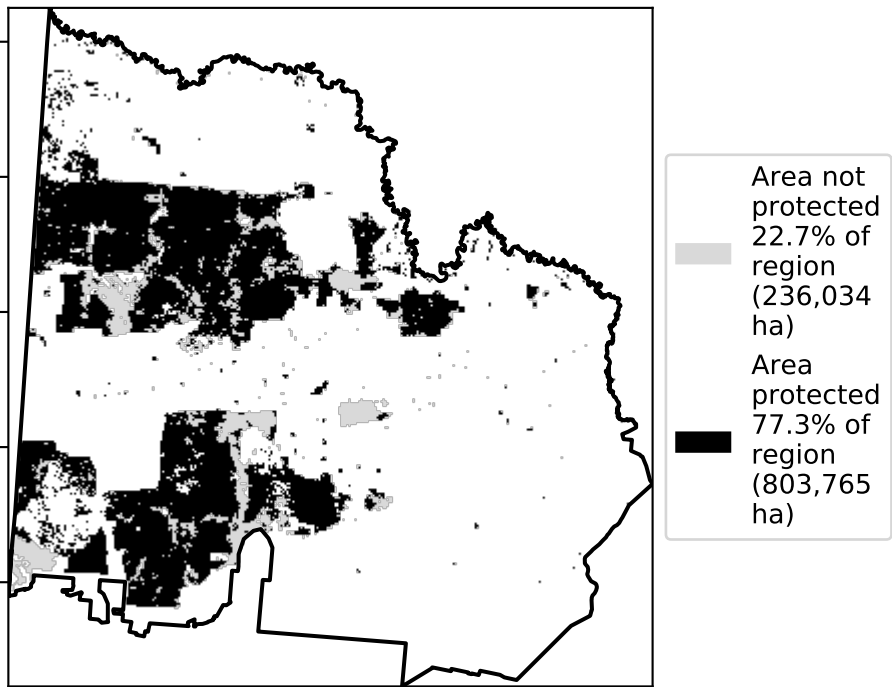 Area not
protected
22.7% of
region
(236,034
ha)
Area
protected
77.3% of
region
(803,765
ha)